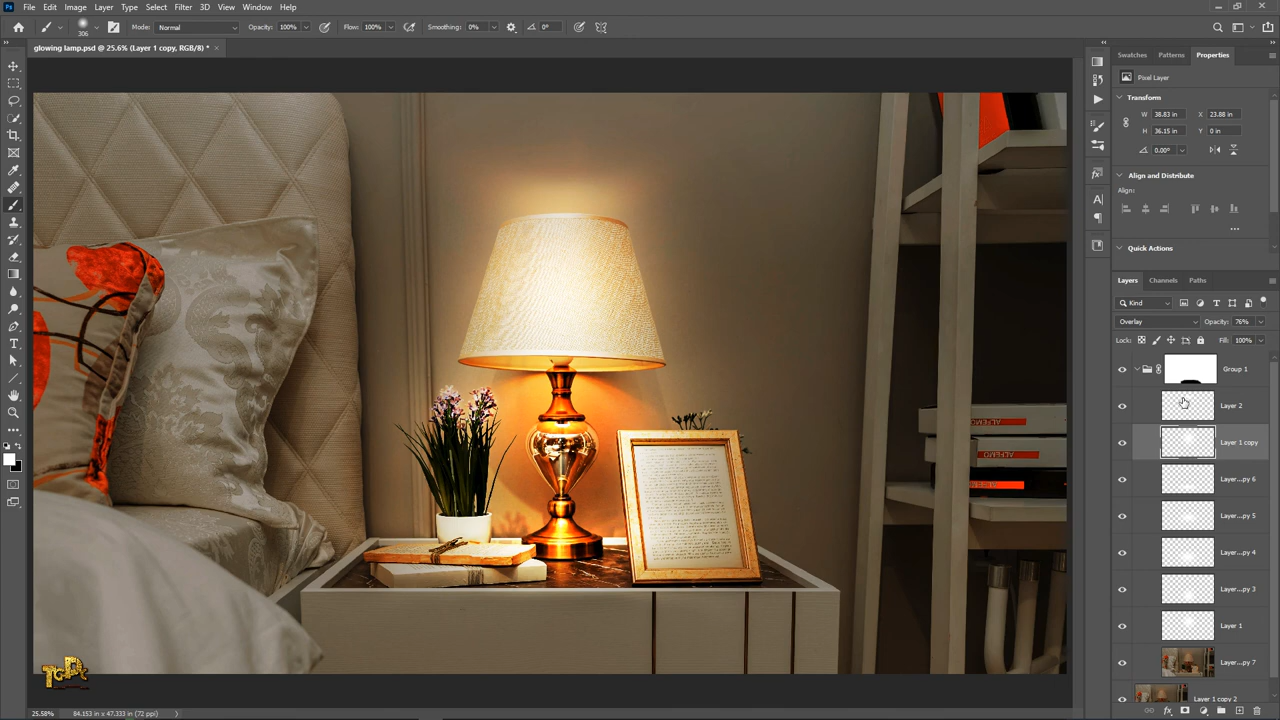 Ps File Edit Image Layer Type Select Filter 3D View Window Help
306 Mode: Normal Opacity: 100% Flow: 100% Smoothing: 0% 0°
glowing lamp.psd @ 25.6% (Layer 1 copy, RGB/8) * ×
Swatches Patterns Properties
Pixel Layer
Transform
W 38.83 in X 23.88 in
H 36.15 in Y 0 in
0.00°
Align and Distribute
Align:
Quick Actions
Layers Channels Paths
Kind
Overlay Opacity: 76%
Lock: Fill: 100%
Group 1
Layer 2
Layer 1 copy
Layer...py 6
Layer...py 5
Layer...py 4
Layer...py 3
Layer 1
Layer...py 7
Layer 1 copy 2
ALFEMO
ALFEMO
25.58% 84.153 in x 47.333 in (72 ppi)